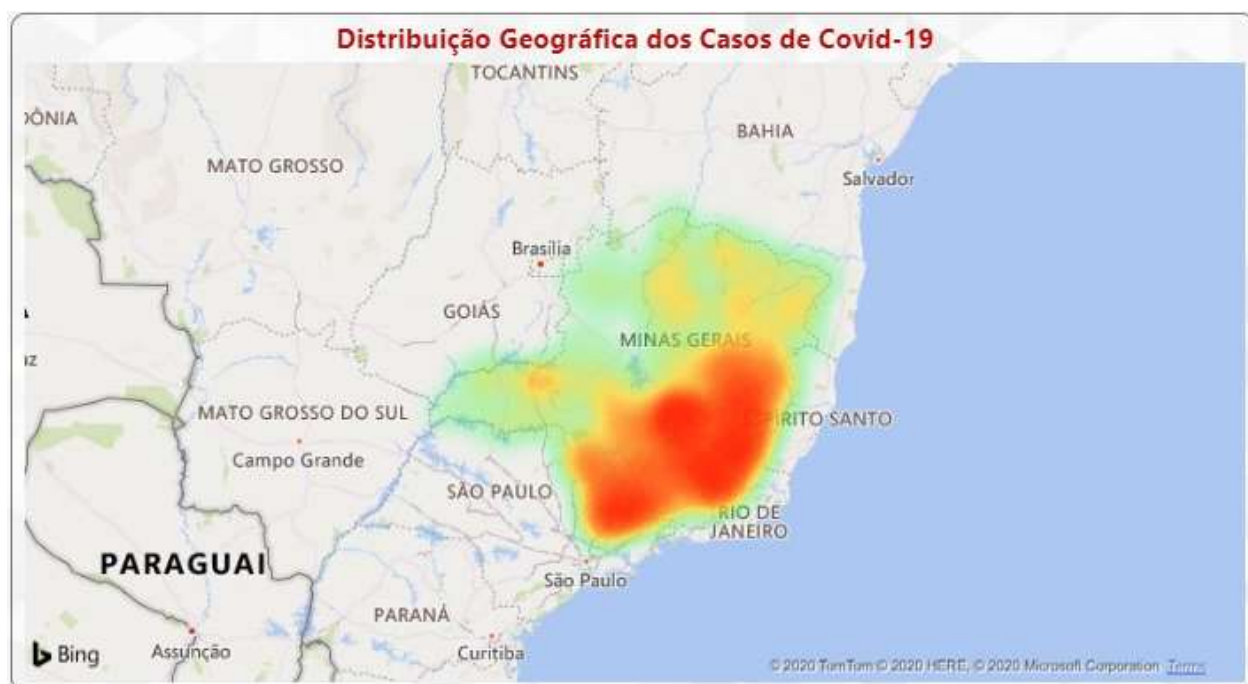 Distribuição Geográfica dos Casos de Covid-19
TOCANTINS
DÔNIA
BAHIA
MATO GROSSO
Salvador
Brasília
GOIÁS
MINAS GERAIS
MATO GROSSO DO SUL
ESPÍRITO SANTO
Campo Grande
SÃO PAULO
RIO DE
JANEIRO
PARAGUAI
São Paulo
PARANÁ
Bing
Assunção
Curitiba
© 2020 TomTom © 2020 HERE, © 2020 Microsoft Corporation Terms